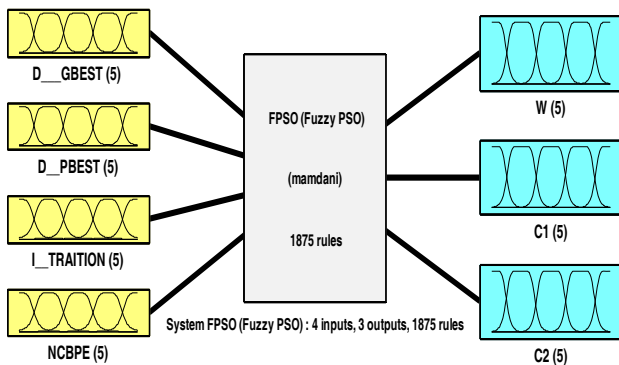 D___GBEST (5)
D__PBEST (5)
I__TRAITION (5)
NCBPE (5)
FPSO (Fuzzy PSO)
(mamdani)
1875 rules
W (5)
C1 (5)
C2 (5)
System FPSO (Fuzzy PSO) : 4 inputs, 3 outputs, 1875 rules